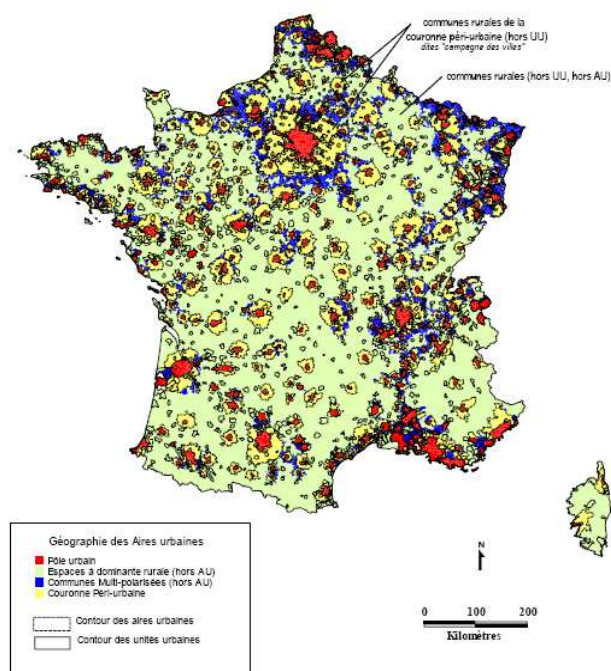 communes rurales de la
couronne péri-urbaine (hors UU)
dites "campagne des villes"
communes rurales (hors UU, hors AU)
Géographie des Aires urbaines
Pôle urbain
Espaces à dominante rurale (hors AU)
Communes Multi-polarisées (hors AU)
Couronne Péri-urbaine
Contour des aires urbaines
Contour des unités urbaines
N
0 100 200
Kilomètres